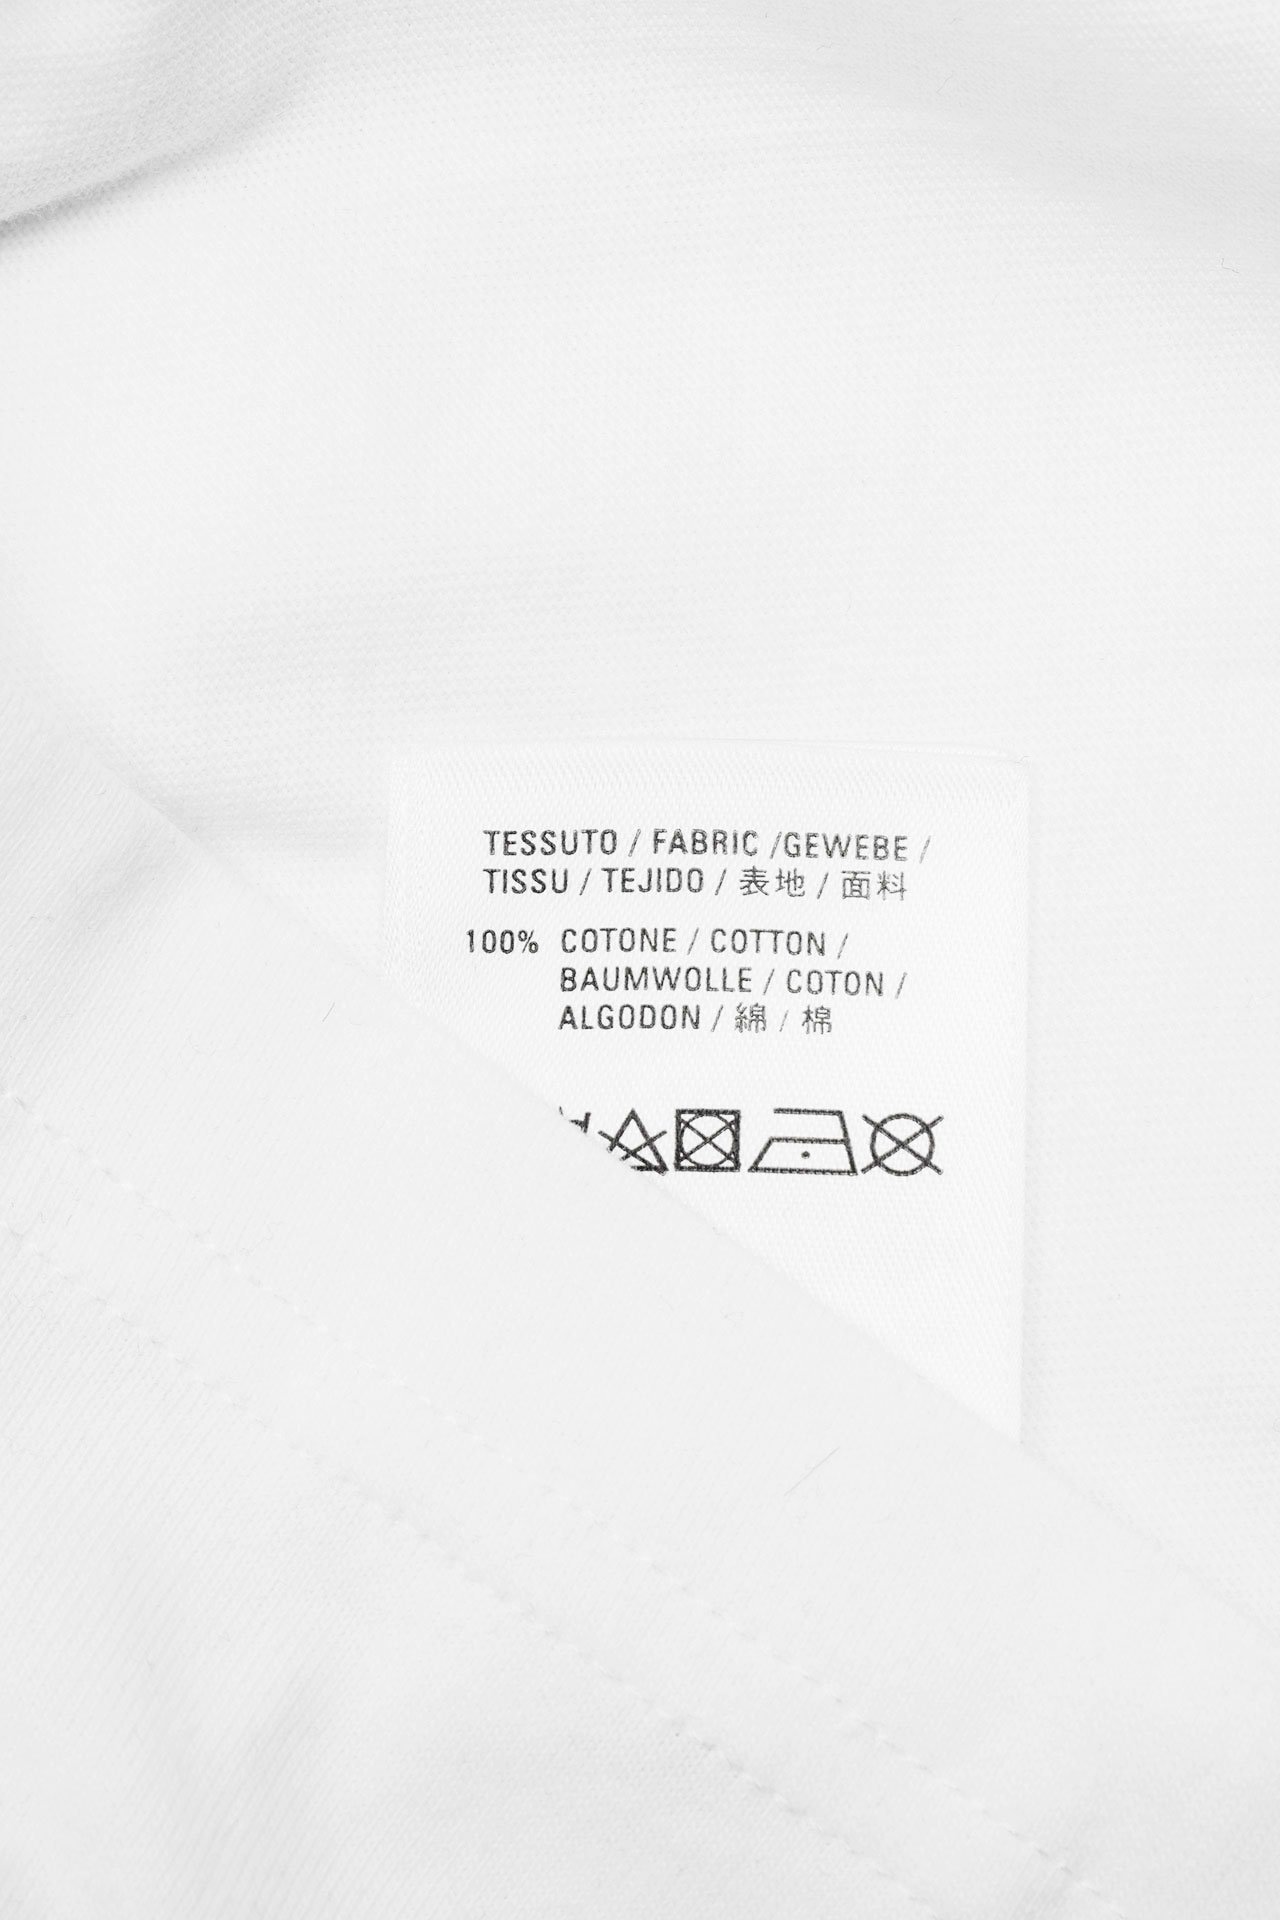 TESSUTO / FABRIC /GEWEBE /
TISSU / TEJIDO / 表地 / 面料
100% COTONE / COTTON /
BAUMWOLLE / COTON /
ALGODON / 綿 / 棉